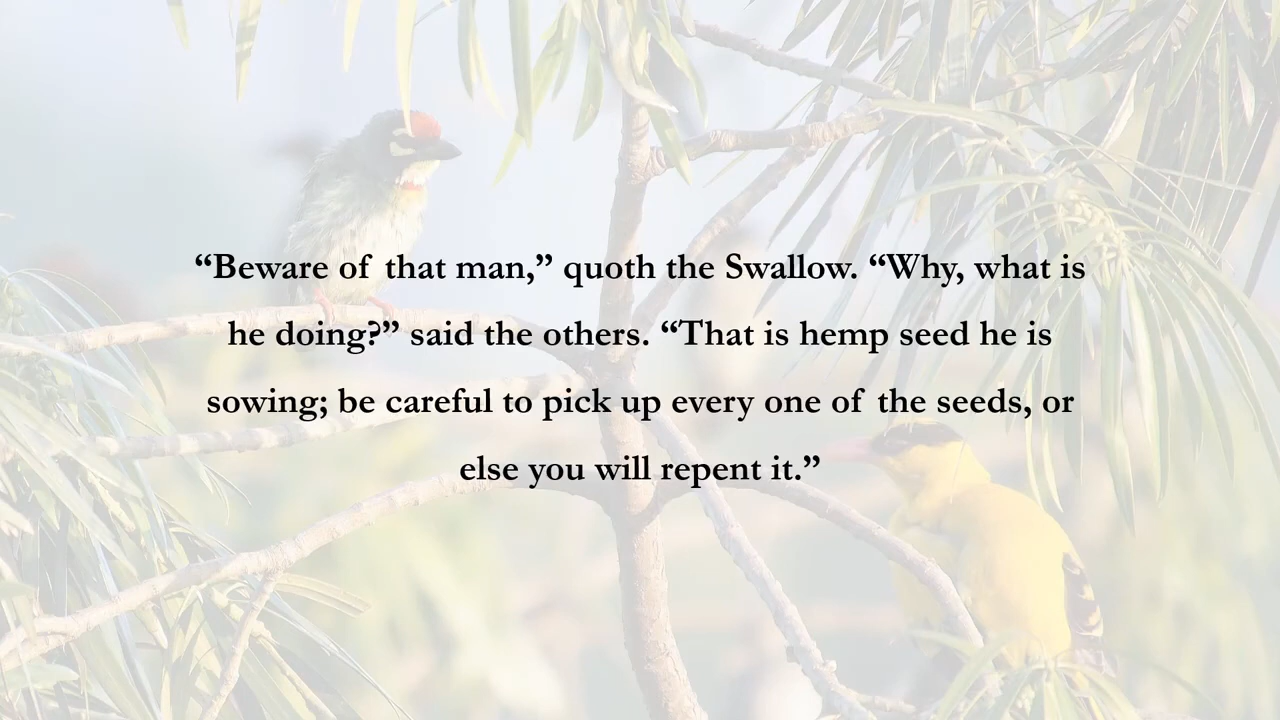 “Beware of that man,” quoth the Swallow. “Why, what is
he doing?” said the others. “That is hemp seed he is
sowing; be careful to pick up every one of the seeds, or
else you will repent it.”